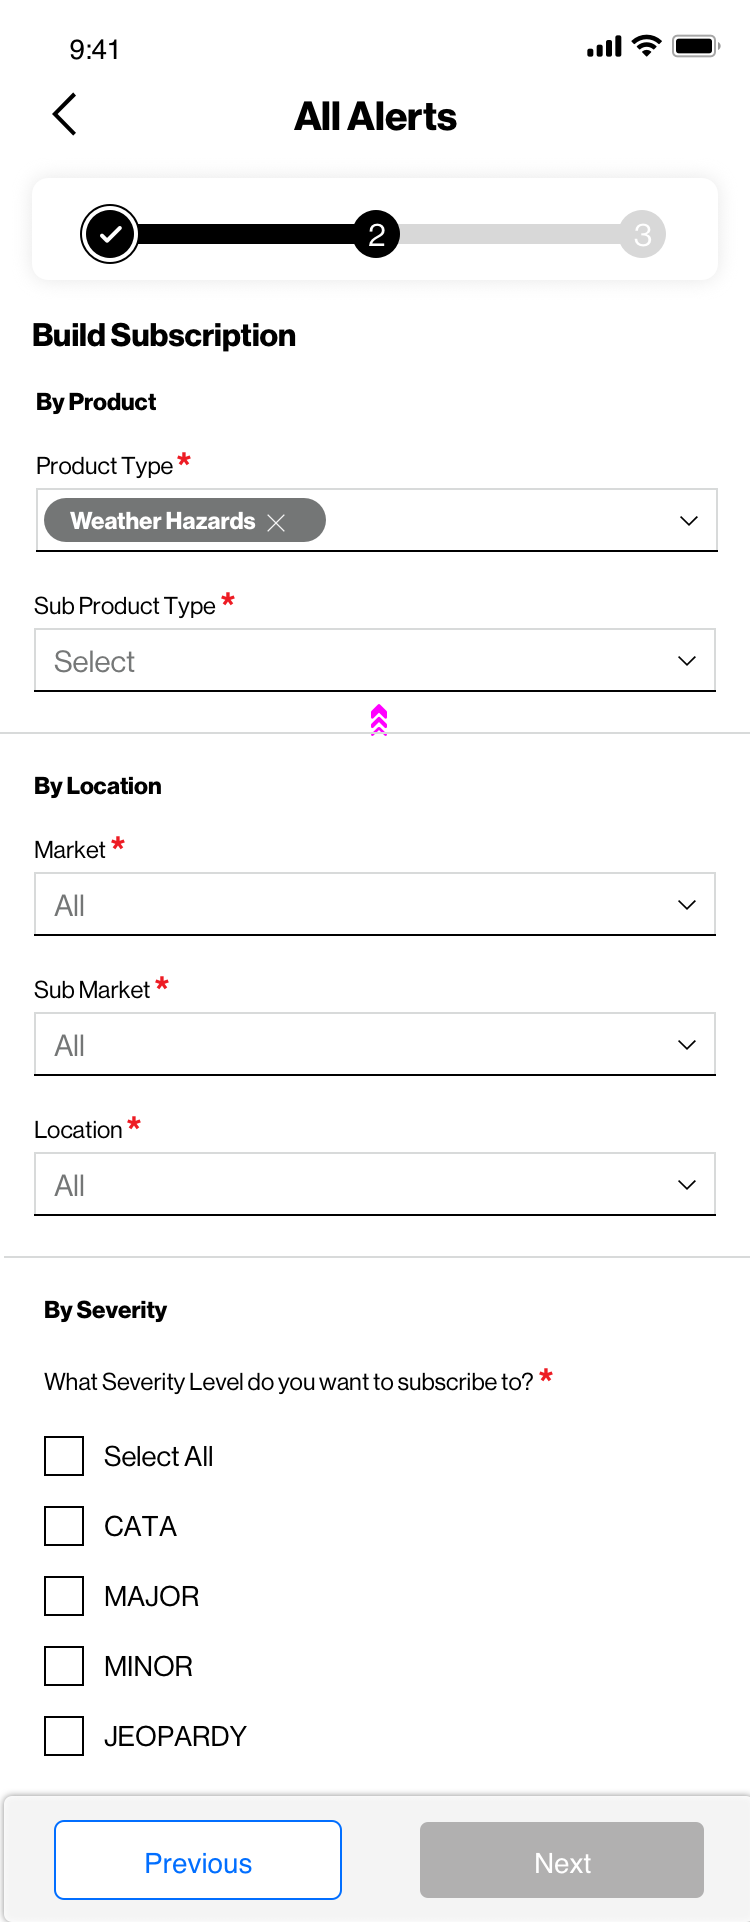 9:41
All Alerts
2 3
Build Subscription
By Product
Product Type *
Weather Hazards
Sub Product Type *
Select
By Location
Market *
All
Sub Market *
All
Location *
All
By Severity
What Severity Level do you want to subscribe to? *
Select All
CATA
MAJOR
MINOR
JEOPARDY
Previous Next